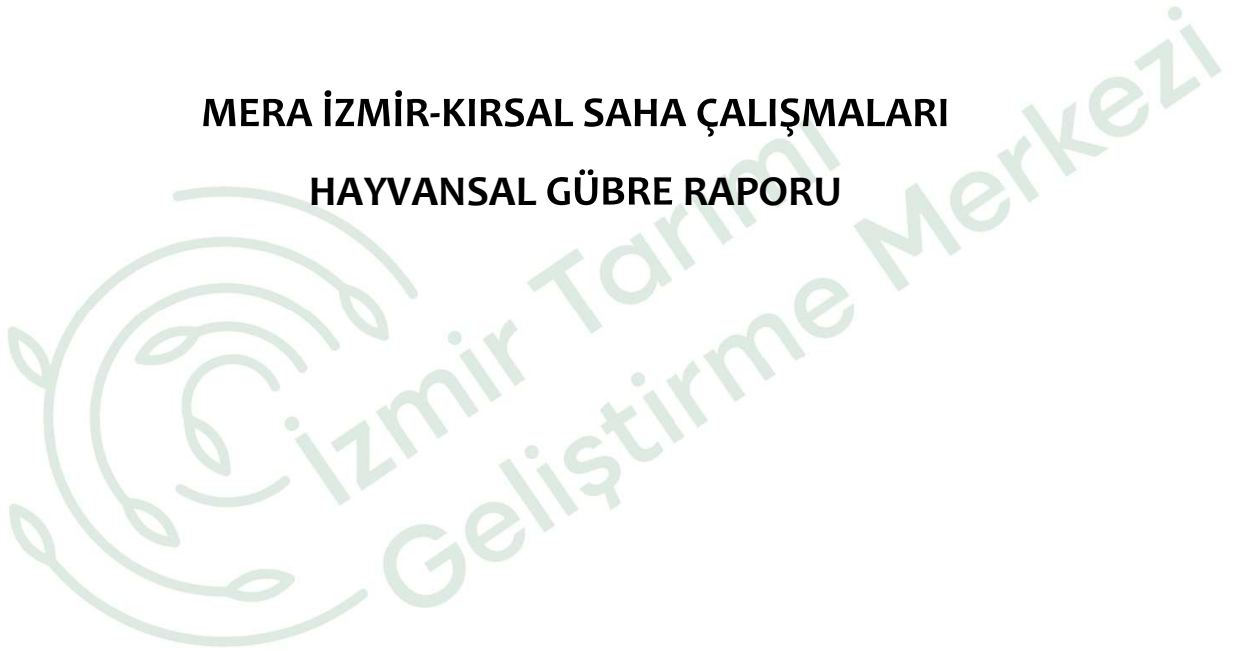 MERA İZMİR-KIRSAL SAHA ÇALIŞMALARI
HAYVANSAL GÜBRE RAPORU
İzmir Tarımı
Geliştirme Merkezi